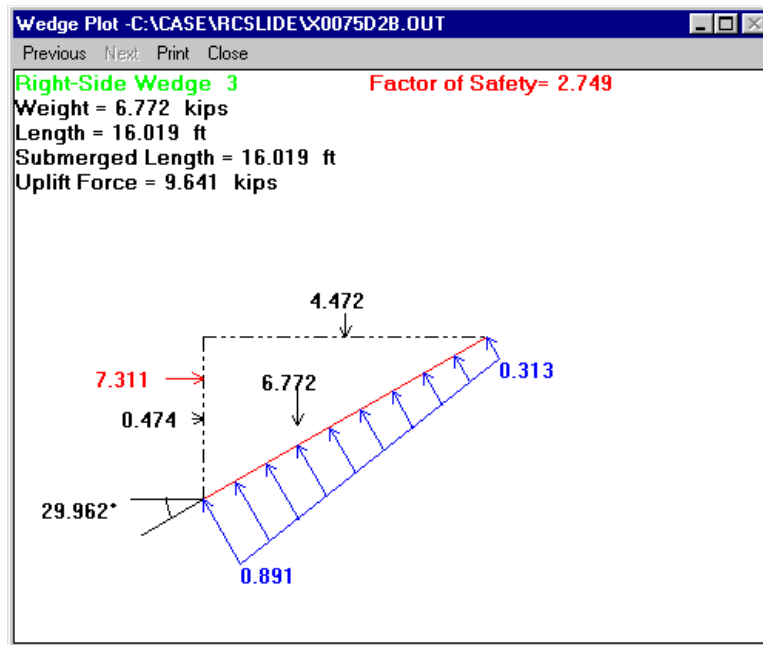 Wedge Plot -C:\CASE\RCSLIDE\X0075D2B.OUT
Previous Next Print Close
Right-Side Wedge 3 Factor of Safety= 2.749
Weight = 6.772 kips
Length = 16.019 ft
Submerged Length = 16.019 ft
Uplift Force = 9.641 kips
4.472
7.311
6.772
0.313
0.474
29.962°
0.891